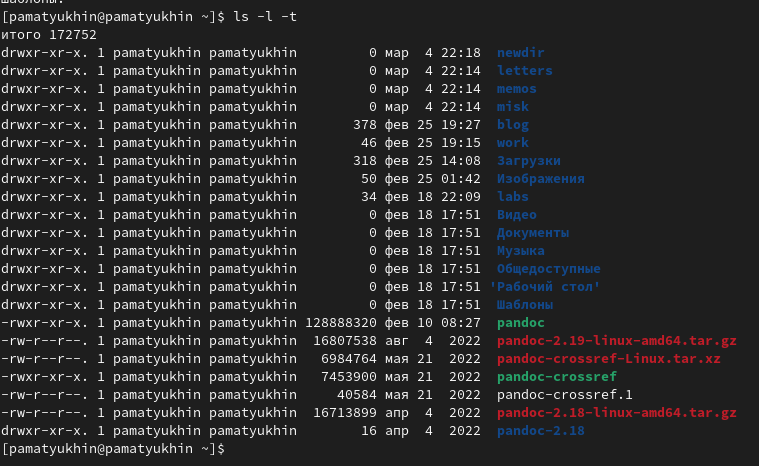 шаблоны:
[pamatyukhin@pamatyukhin ~]$ ls -l -t
итого 172752
drwxr-xr-x. 1 pamatyukhin pamatyukhin         0 мар  4 22:18  newdir
drwxr-xr-x. 1 pamatyukhin pamatyukhin         0 мар  4 22:14  letters
drwxr-xr-x. 1 pamatyukhin pamatyukhin         0 мар  4 22:14  memos
drwxr-xr-x. 1 pamatyukhin pamatyukhin         0 мар  4 22:14  misk
drwxr-xr-x. 1 pamatyukhin pamatyukhin       378 фев 25 19:27  blog
drwxr-xr-x. 1 pamatyukhin pamatyukhin        46 фев 25 19:15  work
drwxr-xr-x. 1 pamatyukhin pamatyukhin       318 фев 25 14:08  Загрузки
drwxr-xr-x. 1 pamatyukhin pamatyukhin        50 фев 25 01:42  Изображения
drwxr-xr-x. 1 pamatyukhin pamatyukhin        34 фев 18 22:09  labs
drwxr-xr-x. 1 pamatyukhin pamatyukhin         0 фев 18 17:51  Видео
drwxr-xr-x. 1 pamatyukhin pamatyukhin         0 фев 18 17:51  Документы
drwxr-xr-x. 1 pamatyukhin pamatyukhin         0 фев 18 17:51  Музыка
drwxr-xr-x. 1 pamatyukhin pamatyukhin         0 фев 18 17:51  Общедоступные
drwxr-xr-x. 1 pamatyukhin pamatyukhin         0 фев 18 17:51 'Рабочий стол'
drwxr-xr-x. 1 pamatyukhin pamatyukhin         0 фев 18 17:51  Шаблоны
-rwxr-xr-x. 1 pamatyukhin pamatyukhin 128888320 фев 10 08:27  pandoc
-rw-r--r--. 1 pamatyukhin pamatyukhin  16807538 авг  4  2022  pandoc-2.19-linux-amd64.tar.gz
-rw-r--r--. 1 pamatyukhin pamatyukhin   6984764 мая 21  2022  pandoc-crossref-Linux.tar.xz
-rwxr-xr-x. 1 pamatyukhin pamatyukhin   7453900 мая 21  2022  pandoc-crossref
-rw-r--r--. 1 pamatyukhin pamatyukhin     40584 мая 21  2022  pandoc-crossref.1
-rw-r--r--. 1 pamatyukhin pamatyukhin  16713899 апр  4  2022  pandoc-2.18-linux-amd64.tar.gz
drwxr-xr-x. 1 pamatyukhin pamatyukhin        16 апр  4  2022  pandoc-2.18
[pamatyukhin@pamatyukhin ~]$